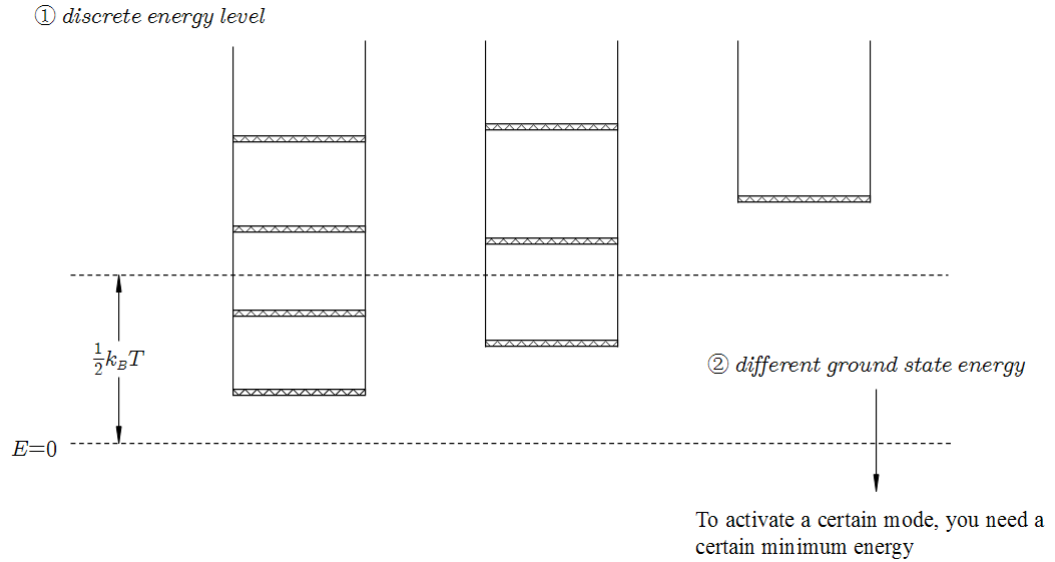 ① discrete energy level
½k_BT
② different ground state energy
E=0
To activate a certain mode, you need a
certain minimum energy